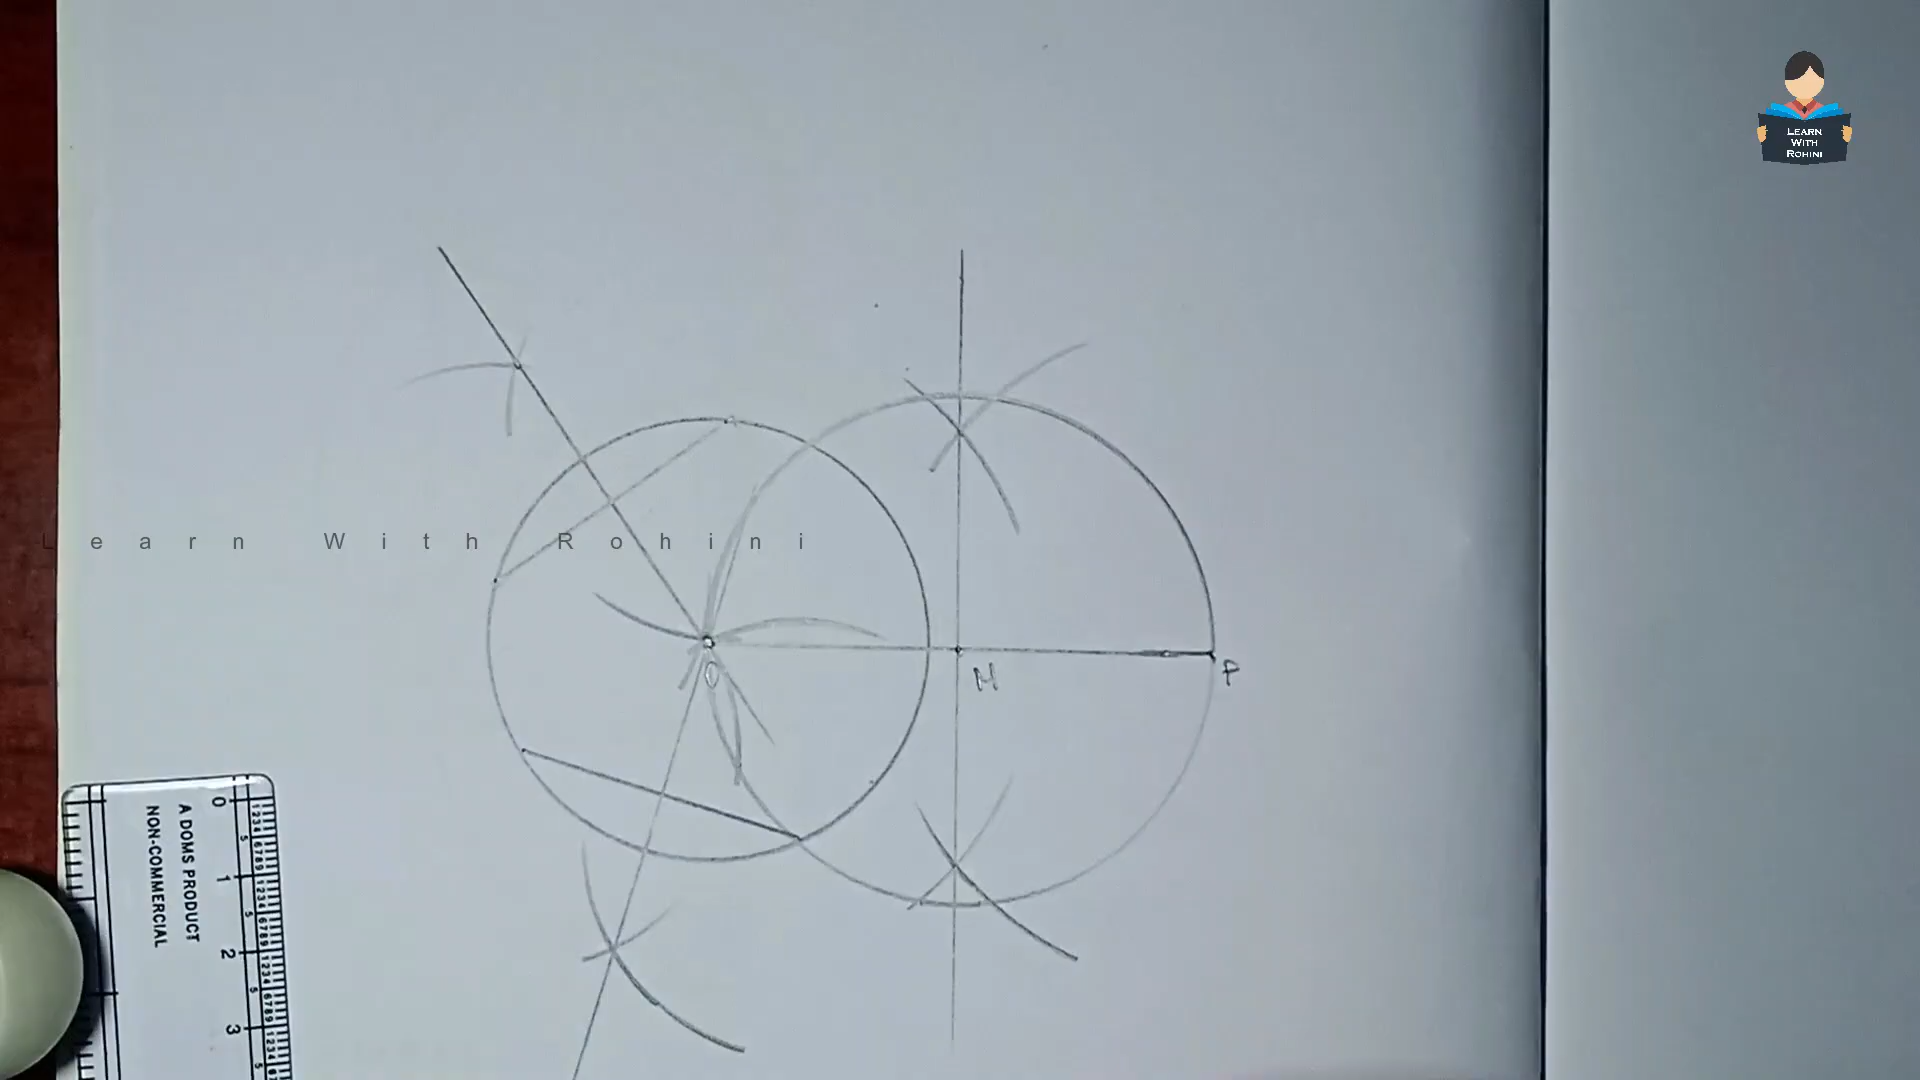 LEARN
WITH
ROHINI
Learn With Rohini
O
M
P
A DOMS PRODUCT
NON-COMMERCIAL
0
1
2
3